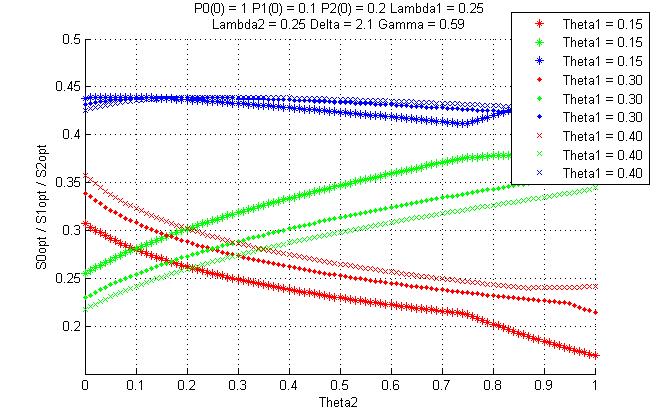 P0(0) = 1 P1(0) = 0.1 P2(0) = 0.2 Lambda1 = 0.25
Lambda2 = 0.25 Delta = 2.1 Gamma = 0.59
Theta1 = 0.15
Theta1 = 0.15
Theta1 = 0.15
Theta1 = 0.30
Theta1 = 0.30
Theta1 = 0.30
Theta1 = 0.40
Theta1 = 0.40
Theta1 = 0.40
S0opt / S1opt / S2opt
0.5
0.45
0.4
0.35
0.3
0.25
0.2
0 0.1 0.2 0.3 0.4 0.5 0.6 0.7 0.8 0.9 1
Theta2